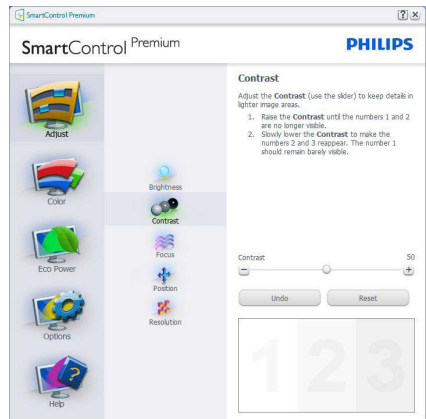 SmartControl Premium
SmartControl Premium
PHILIPS
Adjust
Color
Eco Power
Options
Help
Brightness
Contrast
Focus
Position
Resolution
Contrast
Adjust the Contrast (use the slider) to keep details in
lighter image areas.
1. Raise the Contrast until the numbers 1 and 2
are no longer visible.
2. Slowly lower the Contrast to make the
numbers 2 and 3 reappear. The number 1
should remain barely visible.
Contrast 50
Undo Reset
1 2 3